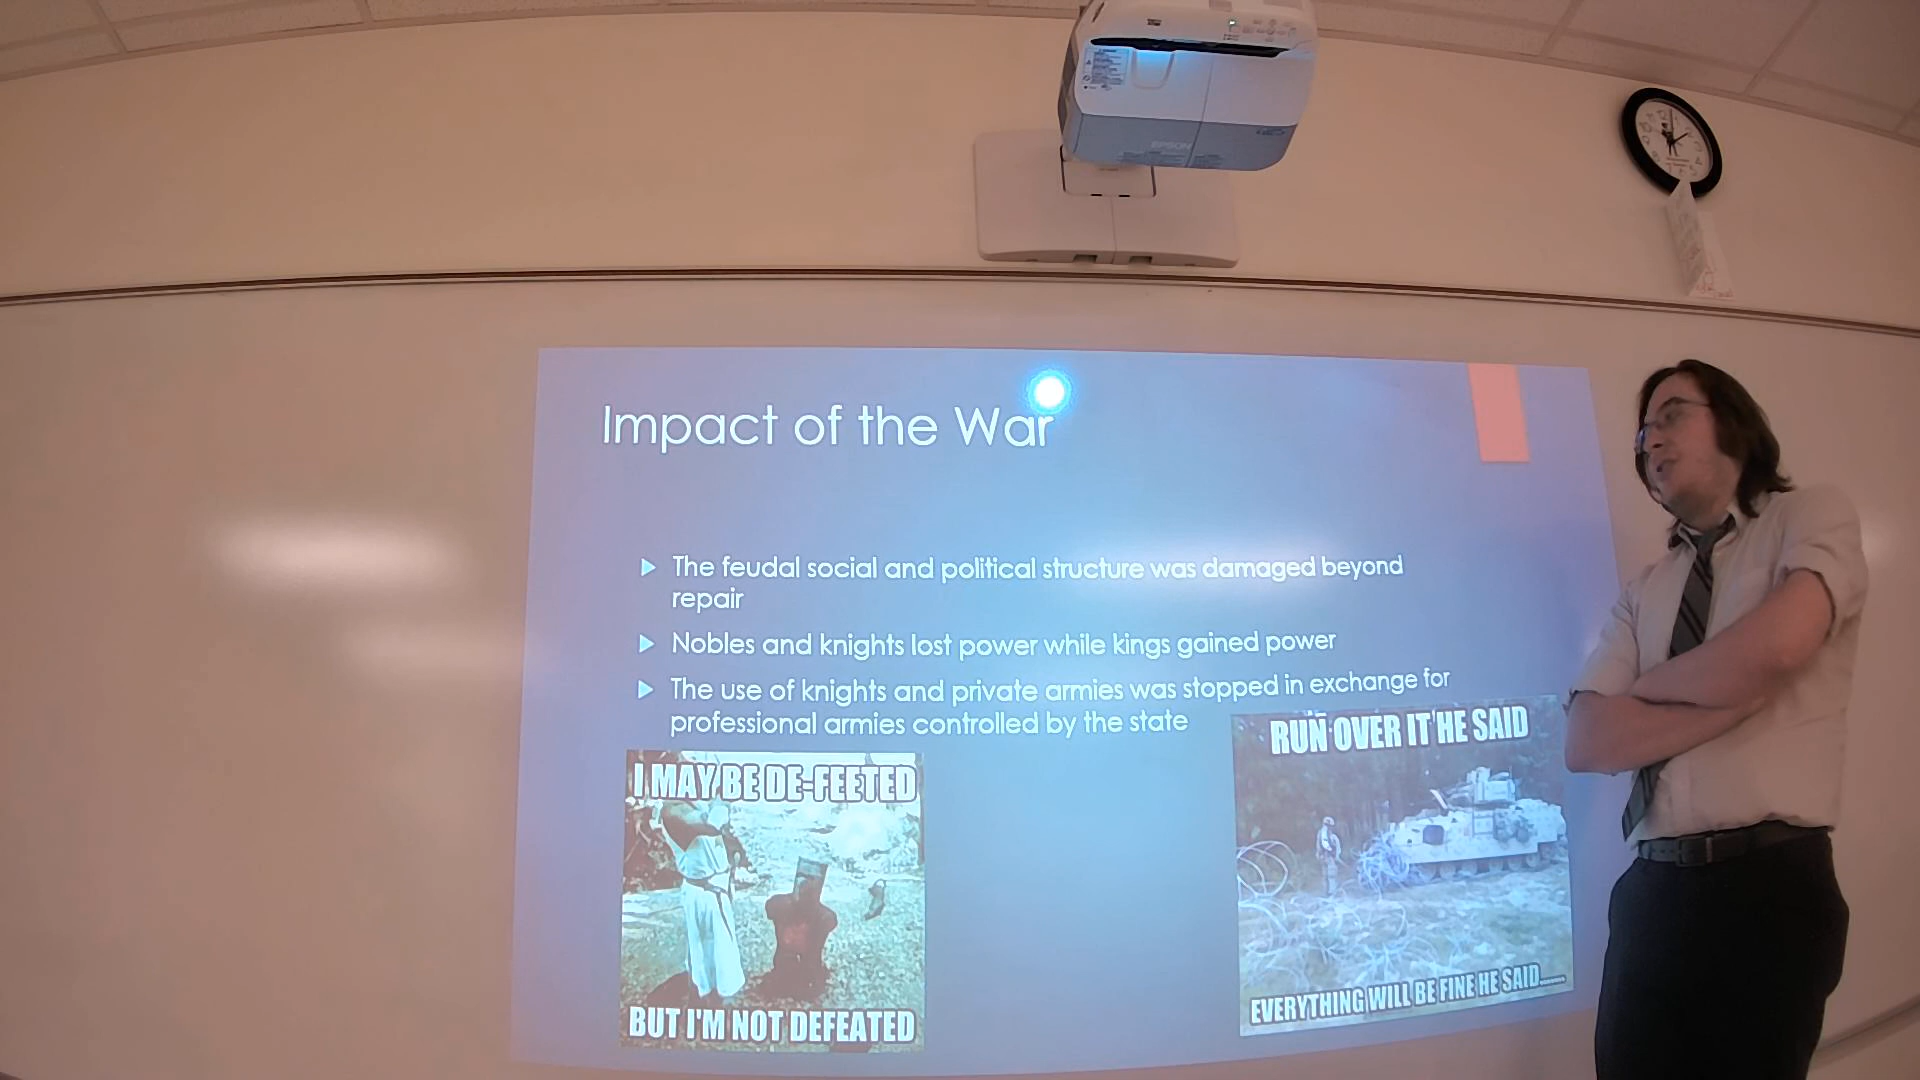 EPSON
Impact of the War
The feudal social and political structure was damaged beyond
repair
Nobles and knights lost power while kings gained power
The use of knights and private armies was stopped in exchange for
professional armies controlled by the state
I MAY BE DE-FEETED
BUT I'M NOT DEFEATED
RUN OVER IT HE SAID
EVERYTHING WILL BE FINE HE SAID.......